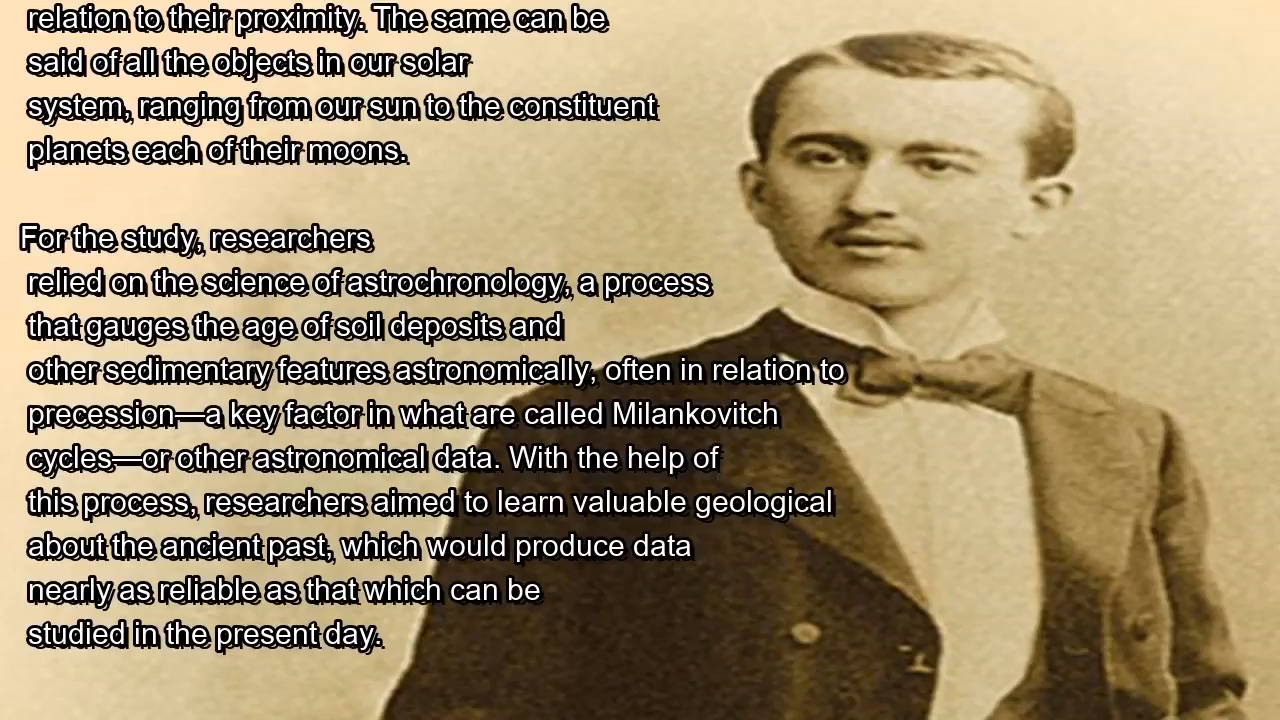 relation to their proximity. The same can be
said of all the objects in our solar
system, ranging from our sun to the constituent
planets each of their moons.
For the study, researchers
relied on the science of astrochronology, a process
that gauges the age of soil deposits and
other sedimentary features astronomically, often in relation to
precession—a key factor in what are called Milankovitch
cycles—or other astronomical data. With the help of
this process, researchers aimed to learn valuable geological
about the ancient past, which would produce data
nearly as reliable as that which can be
studied in the present day.